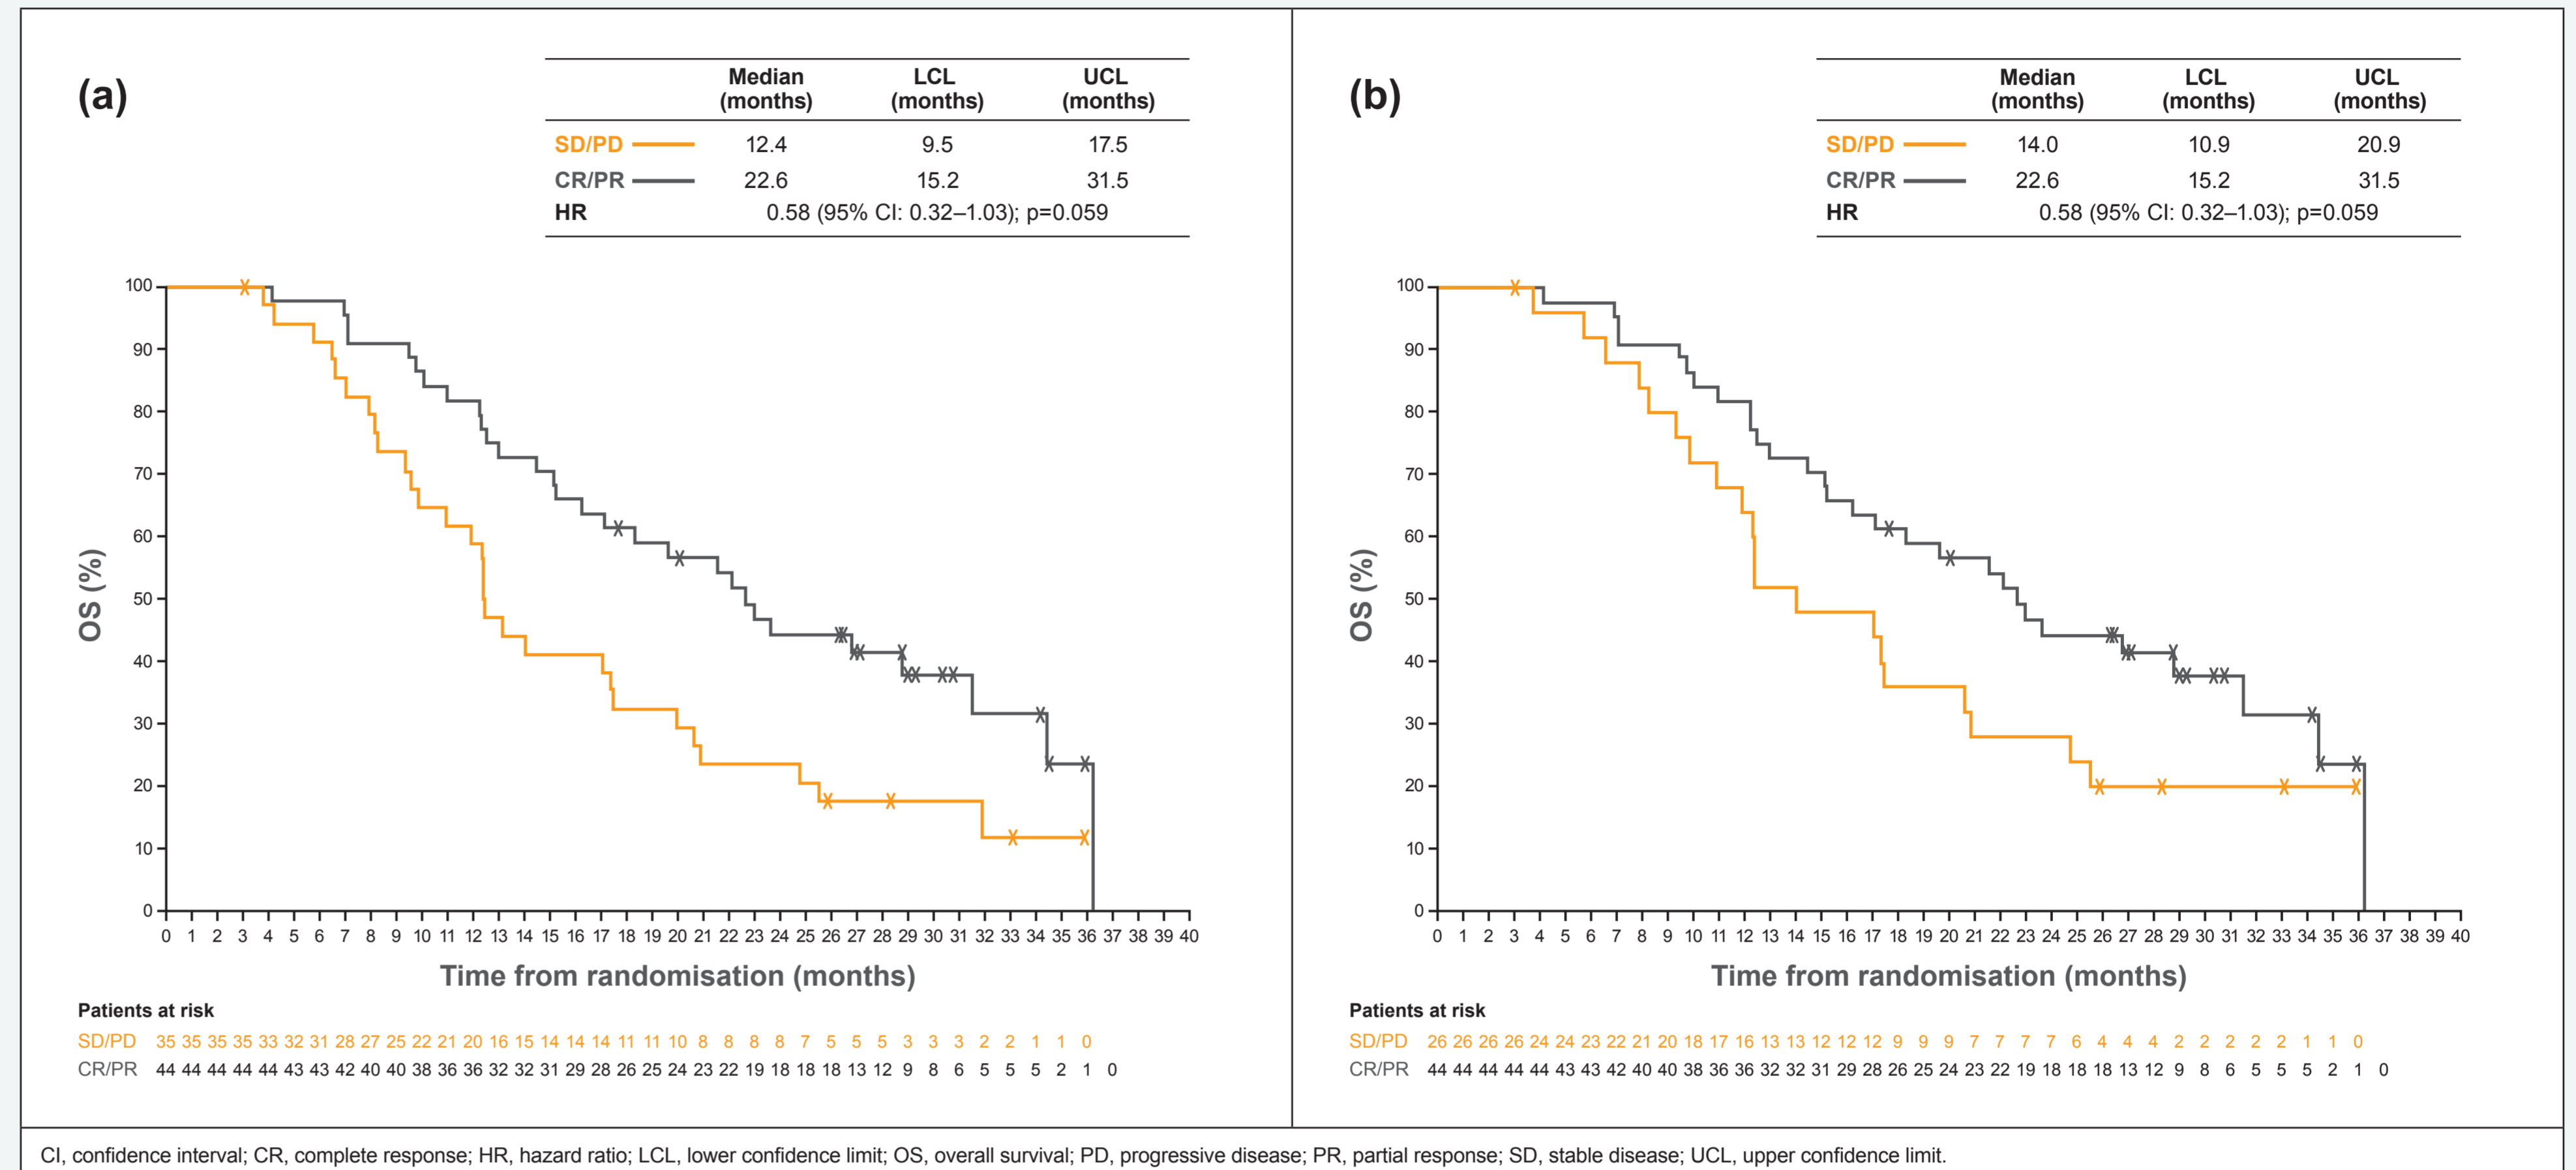 (a)
Median (months) LCL (months) UCL (months)
SD/PD 12.4 9.5 17.5
CR/PR 22.6 15.2 31.5
HR 0.58 (95% CI: 0.32–1.03); p=0.059
OS (%)
100
90
80
70
60
50
40
30
20
10
0
0 1 2 3 4 5 6 7 8 9 10 11 12 13 14 15 16 17 18 19 20 21 22 23 24 25 26 27 28 29 30 31 32 33 34 35 36 37 38 39 40
Time from randomisation (months)
Patients at risk
SD/PD 35 35 35 35 33 32 31 28 27 25 22 21 20 16 15 14 14 14 11 11 10 8 8 8 8 7 5 5 5 3 3 3 2 2 1 1 0
CR/PR 44 44 44 44 44 43 43 42 40 40 38 36 36 32 32 31 29 28 26 25 24 23 22 19 18 18 18 13 12 9 8 6 5 5 5 2 1 0
(b)
Median (months) LCL (months) UCL (months)
SD/PD 14.0 10.9 20.9
CR/PR 22.6 15.2 31.5
HR 0.58 (95% CI: 0.32–1.03); p=0.059
OS (%)
100
90
80
70
60
50
40
30
20
10
0
0 1 2 3 4 5 6 7 8 9 10 11 12 13 14 15 16 17 18 19 20 21 22 23 24 25 26 27 28 29 30 31 32 33 34 35 36 37 38 39 40
Time from randomisation (months)
Patients at risk
SD/PD 26 26 26 26 24 24 23 22 21 20 18 17 16 13 13 12 12 12 9 9 9 7 7 7 7 6 4 4 4 2 2 2 2 2 1 1 0
CR/PR 44 44 44 44 44 43 43 42 40 40 38 36 36 32 32 31 29 28 26 25 24 23 22 19 18 18 18 13 12 9 8 6 5 5 5 2 1 0
CI, confidence interval; CR, complete response; HR, hazard ratio; LCL, lower confidence limit; OS, overall survival; PD, progressive disease; PR, partial response; SD, stable disease; UCL, upper confidence limit.